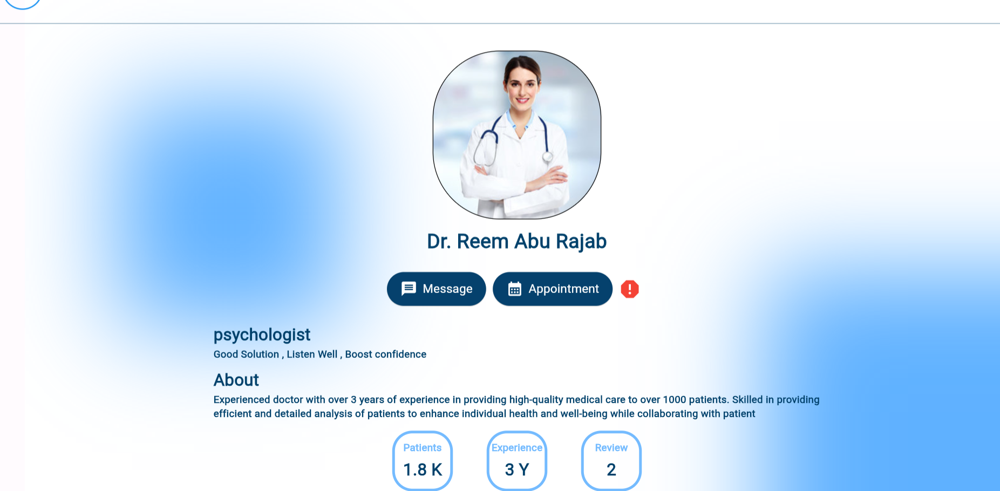 Dr. Reem Abu Rajab
Message Appointment
psychologist
Good Solution , Listen Well , Boost confidence
About
Experienced doctor with over 3 years of experience in providing high-quality medical care to over 1000 patients. Skilled in providing
efficient and detailed analysis of patients to enhance individual health and well-being while collaborating with patient
Patients Experience Review
1.8 K 3 Y 2